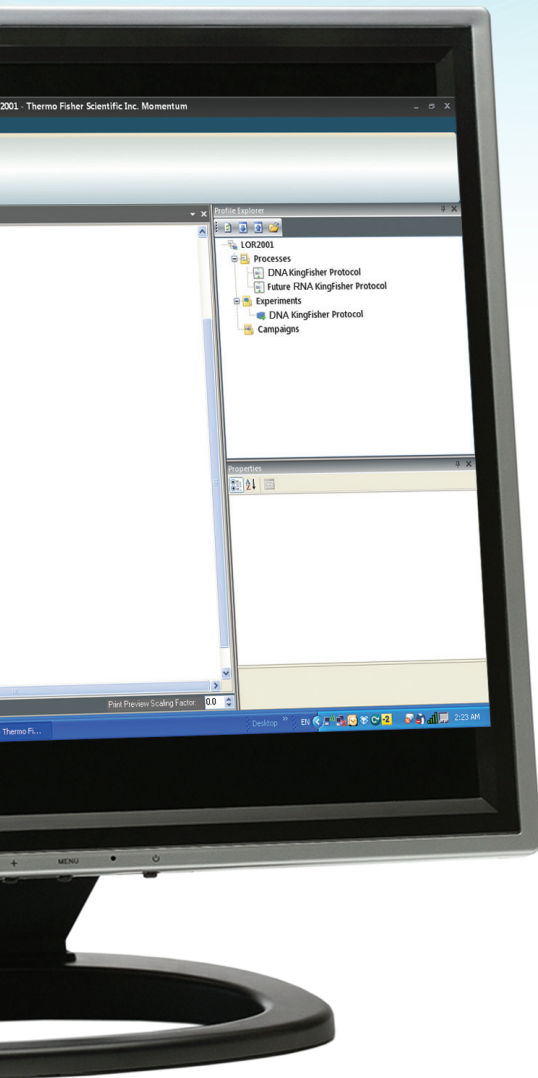 2001 - Thermo Fisher Scientific Inc. Momentum
Profile Explorer
LOR2001
Processes
DNA KingFisher Protocol
Future RNA KingFisher Protocol
Experiments
DNA KingFisher Protocol
Campaigns
Properties
Print Preview Scaling Factor 0.0
Thermo Fi...
Desktop » EN 2:23 AM
+ MENU